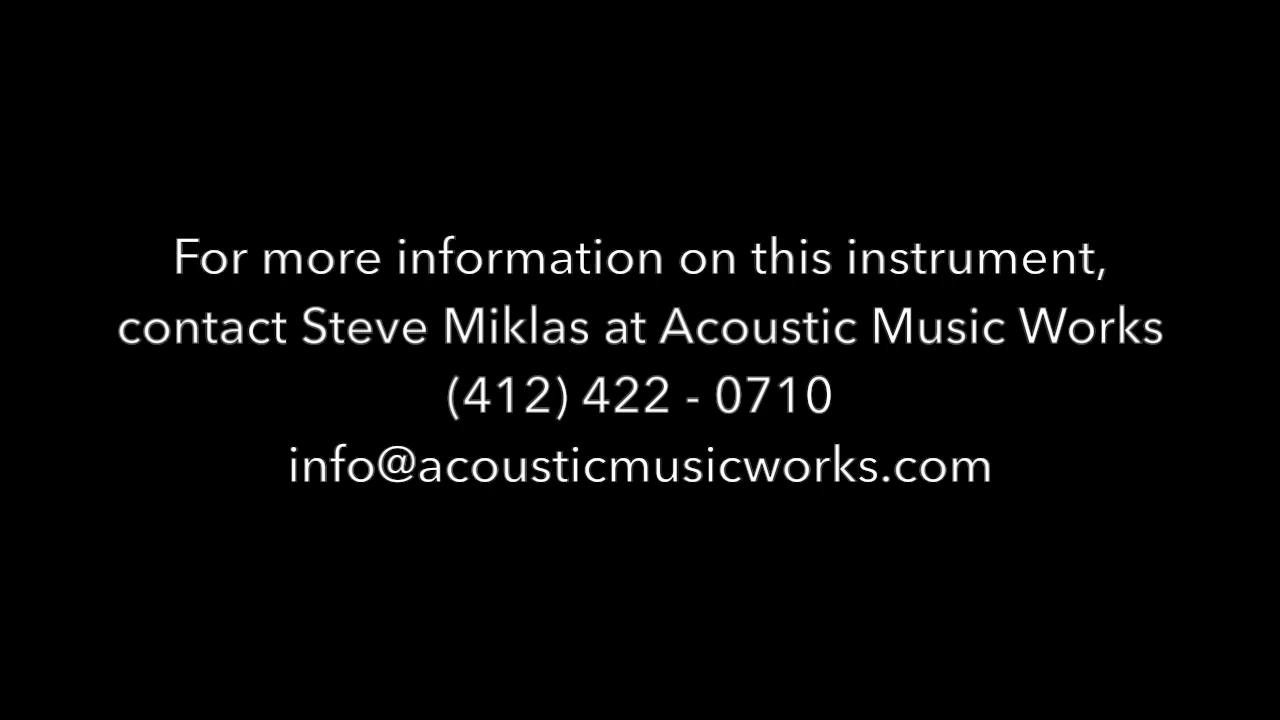 For more information on this instrument,
contact Steve Miklas at Acoustic Music Works
(412) 422 - 0710
info@acousticmusicworks.com